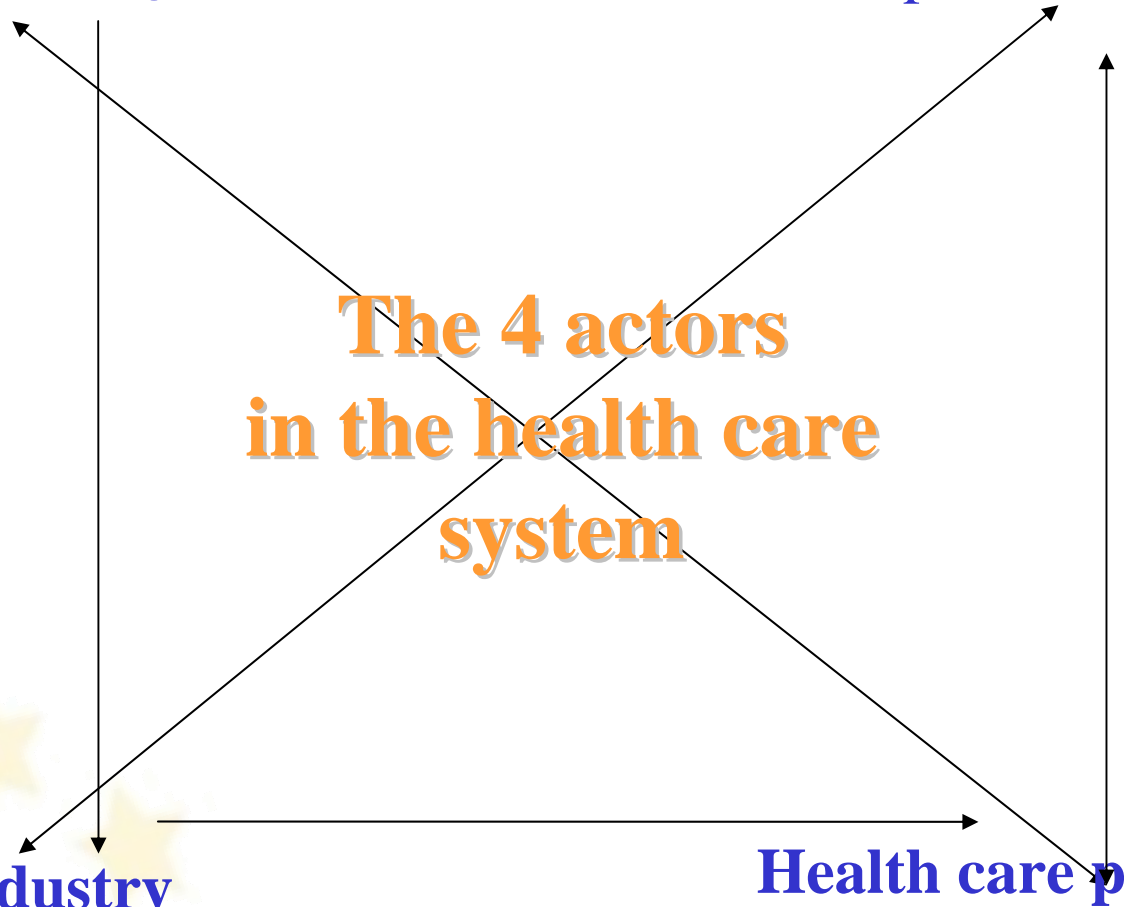 The 4 actors
in the health care
system
dustry
Health care p